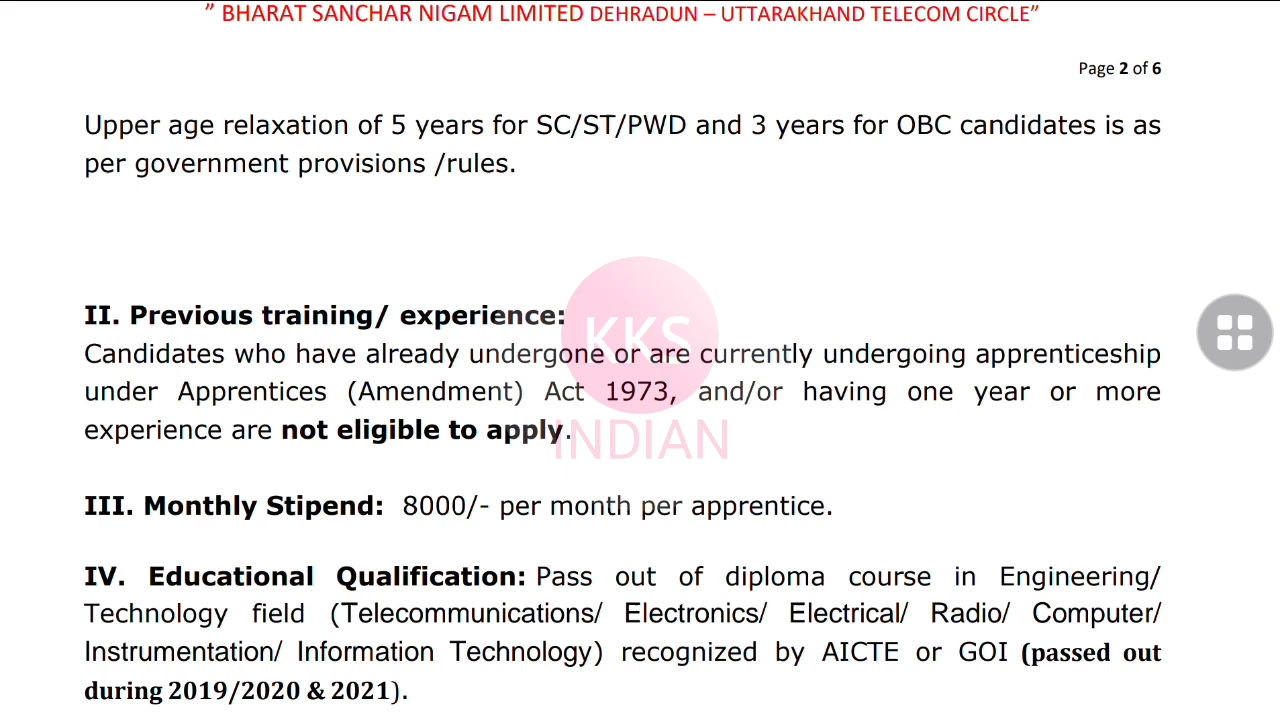 ” BHARAT SANCHAR NIGAM LIMITED DEHRADUN – UTTARAKHAND TELECOM CIRCLE”
Page 2 of 6
Upper age relaxation of 5 years for SC/ST/PWD and 3 years for OBC candidates is as
per government provisions /rules.
II. Previous training/ experience:
Candidates who have already undergone or are currently undergoing apprenticeship
under Apprentices (Amendment) Act 1973, and/or having one year or more
experience are not eligible to apply.
KKS
INDIAN
III. Monthly Stipend: 8000/- per month per apprentice.
IV. Educational Qualification: Pass out of diploma course in Engineering/
Technology field (Telecommunications/ Electronics/ Electrical/ Radio/ Computer/
Instrumentation/ Information Technology) recognized by AICTE or GOI (passed out
during 2019/2020 & 2021).